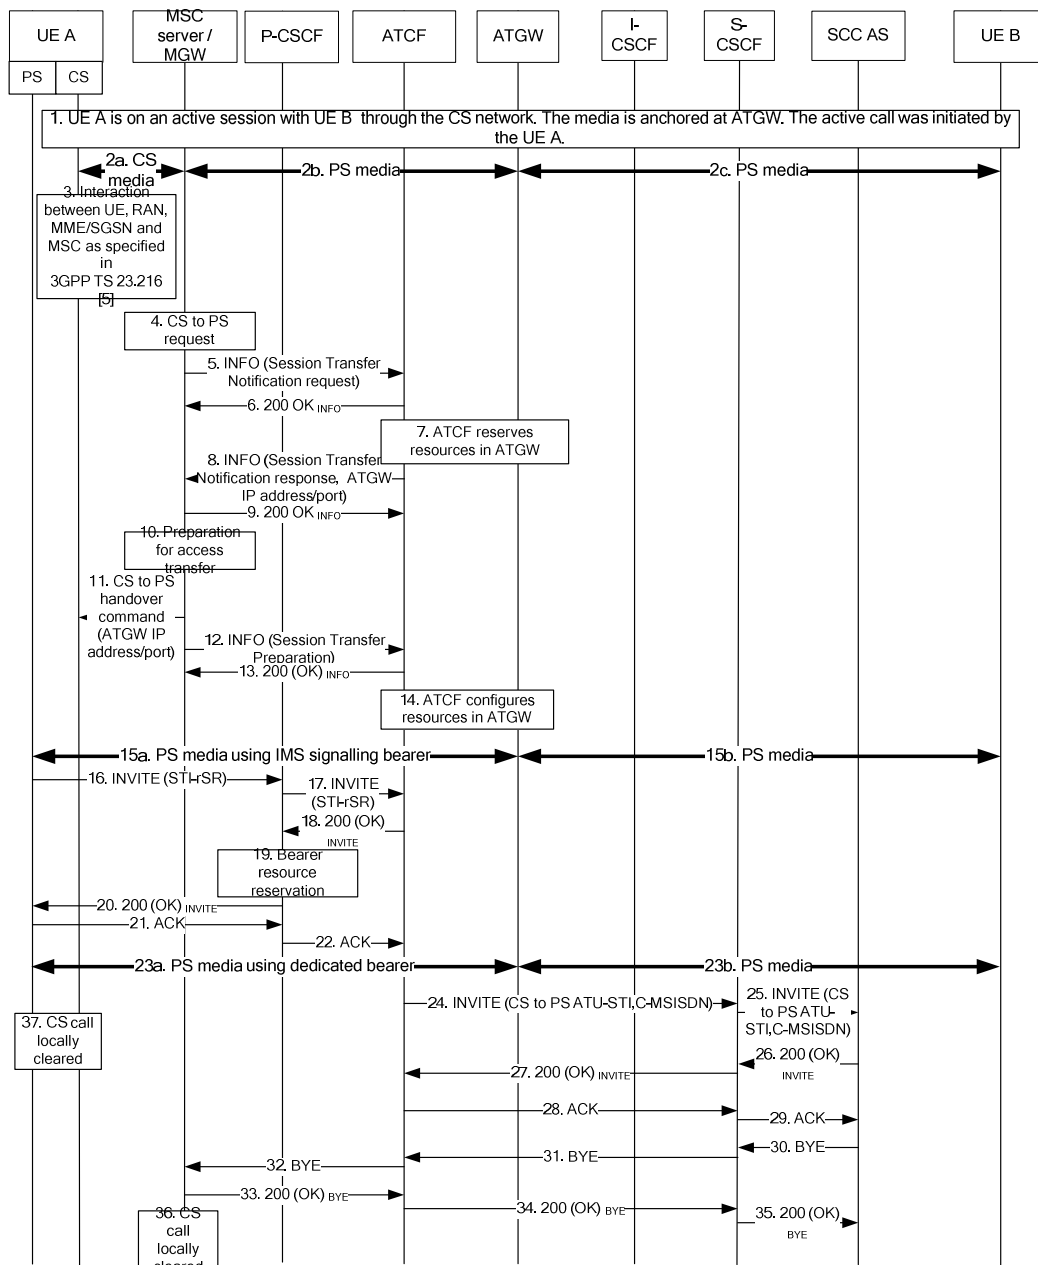 UE A
MSC
server /
MGW
P-CSCF
ATCF
ATGW
I-
CSCF
S-
CSCF
SCC AS
UE B
PS
CS
1. UE A is on an active session with UE B through the CS network. The media is anchored at ATGW. The active call was initiated by
the UE A.
2a. CS
media
2b. PS media
2c. PS media
3. Interaction
between UE, RAN,
MME/SGSN and
MSC as specified
in
3GPP TS 23.216
[5]
4. CS to PS
request
5. INFO (Session Transfer
Notification request)
6. 200 OK INFO
7. ATCF reserves
resources in ATGW
8. INFO (Session Transfer
Notification response, ATGW
IP address/port)
9. 200 OK INFO
10. Preparation
for access
transfer
11. CS to PS
handover
command
(ATGW IP
address/port)
12. INFO (Session Transfer
Preparation)
13. 200 (OK) INFO
14. ATCF configures
resources in ATGW
15a. PS media using IMS signalling bearer
15b. PS media
16. INVITE (STI-rSR)
17. INVITE
(STI-rSR)
18. 200 (OK)
INVITE
19. Bearer
resource
reservation
20. 200 (OK) INVITE
21. ACK
22. ACK
23a. PS media using dedicated bearer
23b. PS media
24. INVITE (CS to PS ATU-STI,C-MSISDN)
25. INVITE (CS
to PS ATU-
STI,C-MSISDN)
37. CS call
locally
cleared
26. 200 (OK)
INVITE
27. 200 (OK) INVITE
28. ACK
29. ACK
30. BYE
31. BYE
32. BYE
33. 200 (OK) BYE
34. 200 (OK) BYE
35. 200 (OK)
BYE
36. CS
call
locally
cleared